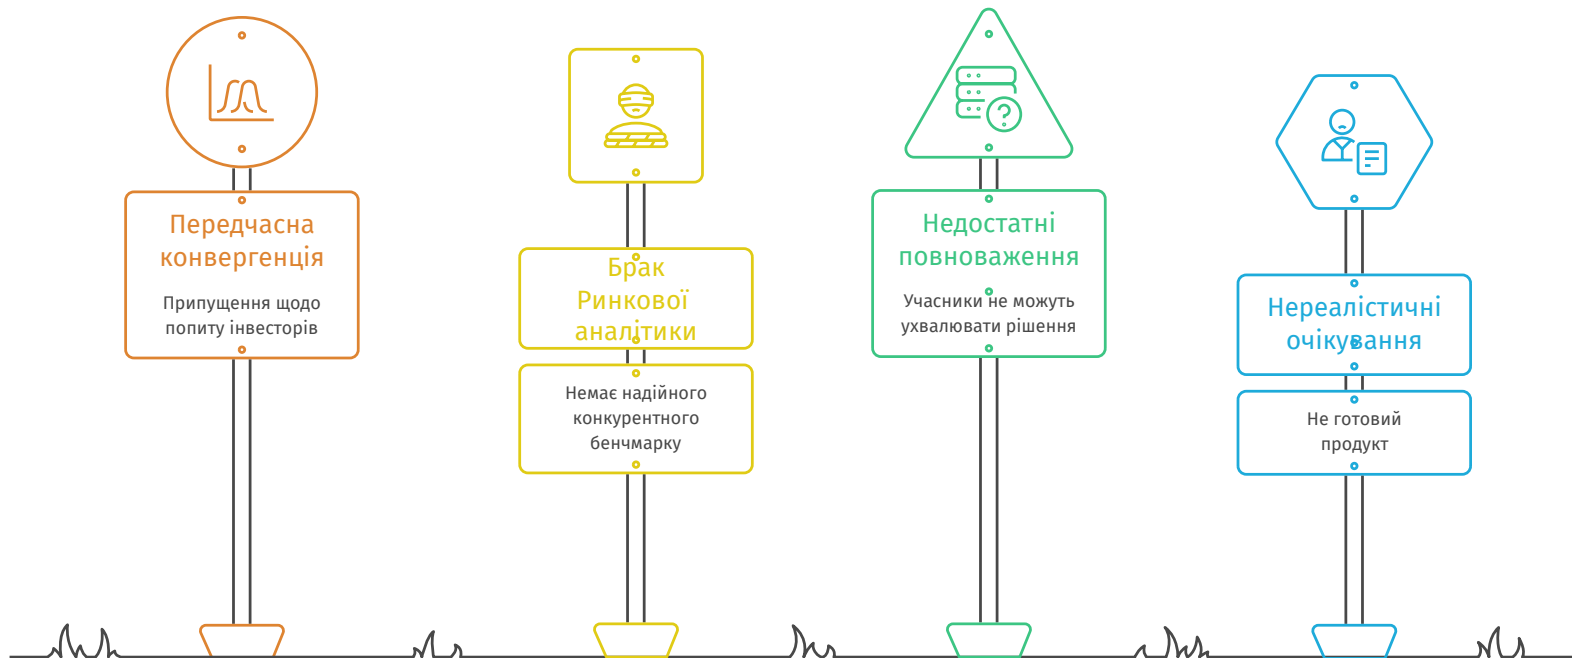 Передчасна
конвергенція
Припущення щодо
попиту інвесторів
Брак
Ринкової
аналітики
Немає надійного
конкурентного
бенчмарку
Недостатні
повноваження
Учасники не можуть
ухвалювати рішення
Нереалістичні
очікування
Не готовий
продукт